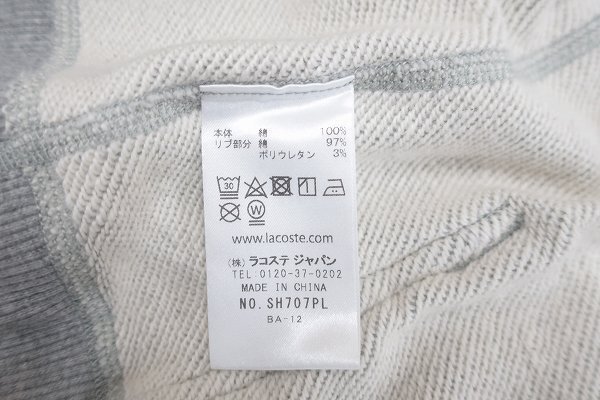 本体 綿 100%
リブ部分 綿 97%
ポリウレタン 3%
30
W
www.lacoste.com
(株) ラコステ ジャパン
TEL.0120-37-0202
MADE IN CHINA
NO.SH707PL
BA-12